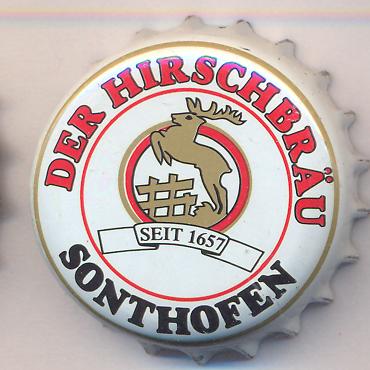 DER HIRSCHBRÄU
SEIT 1657
SONTHOFEN